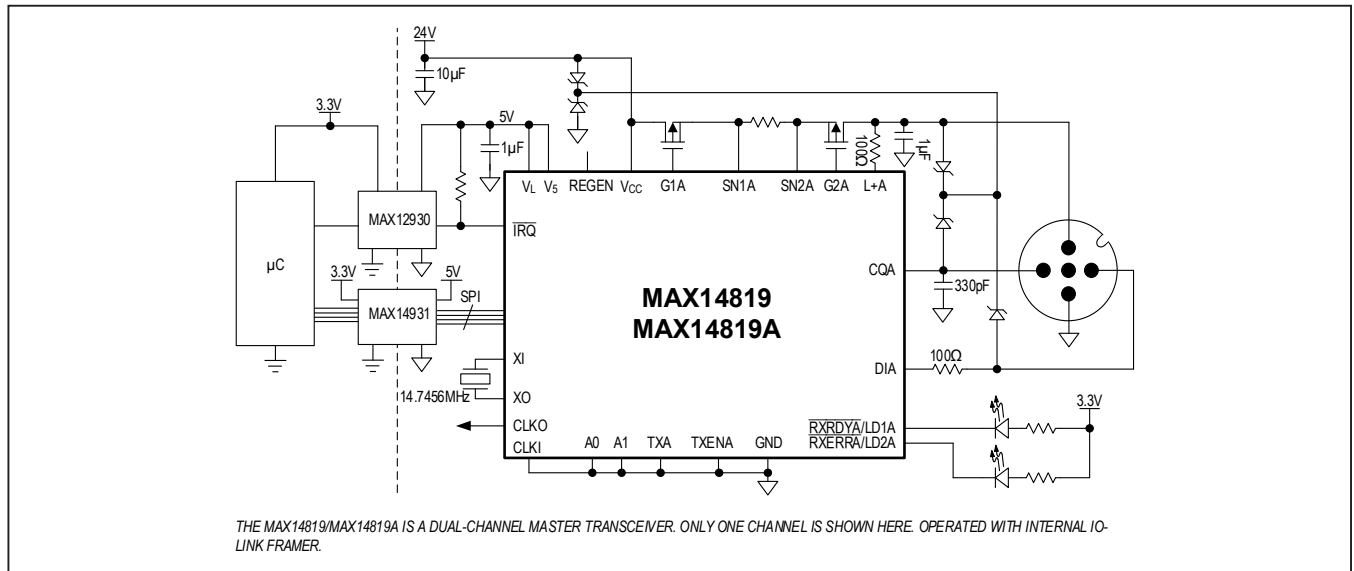 24V
10µF
3.3V
5V
1µF
100Ω
1µF
VL
V5
REGEN
VCC
G1A
SN1A
SN2A
G2A
L+A
MAX12930
IRQ
µC
3.3V
5V
SPI
MAX14931
MAX14819
MAX14819A
CQA
330pF
XI
XO
14.7456MHz
CLKO
CLKI
DIA
100Ω
3.3V
RXRDYA/LD1A
RXERRA/LD2A
A0
A1
TXA
TXENA
GND
THE MAX14819/MAX14819A IS A DUAL-CHANNEL MASTER TRANSCEIVER. ONLY ONE CHANNEL IS SHOWN HERE. OPERATED WITH INTERNAL IO-
LINK FRAMER.